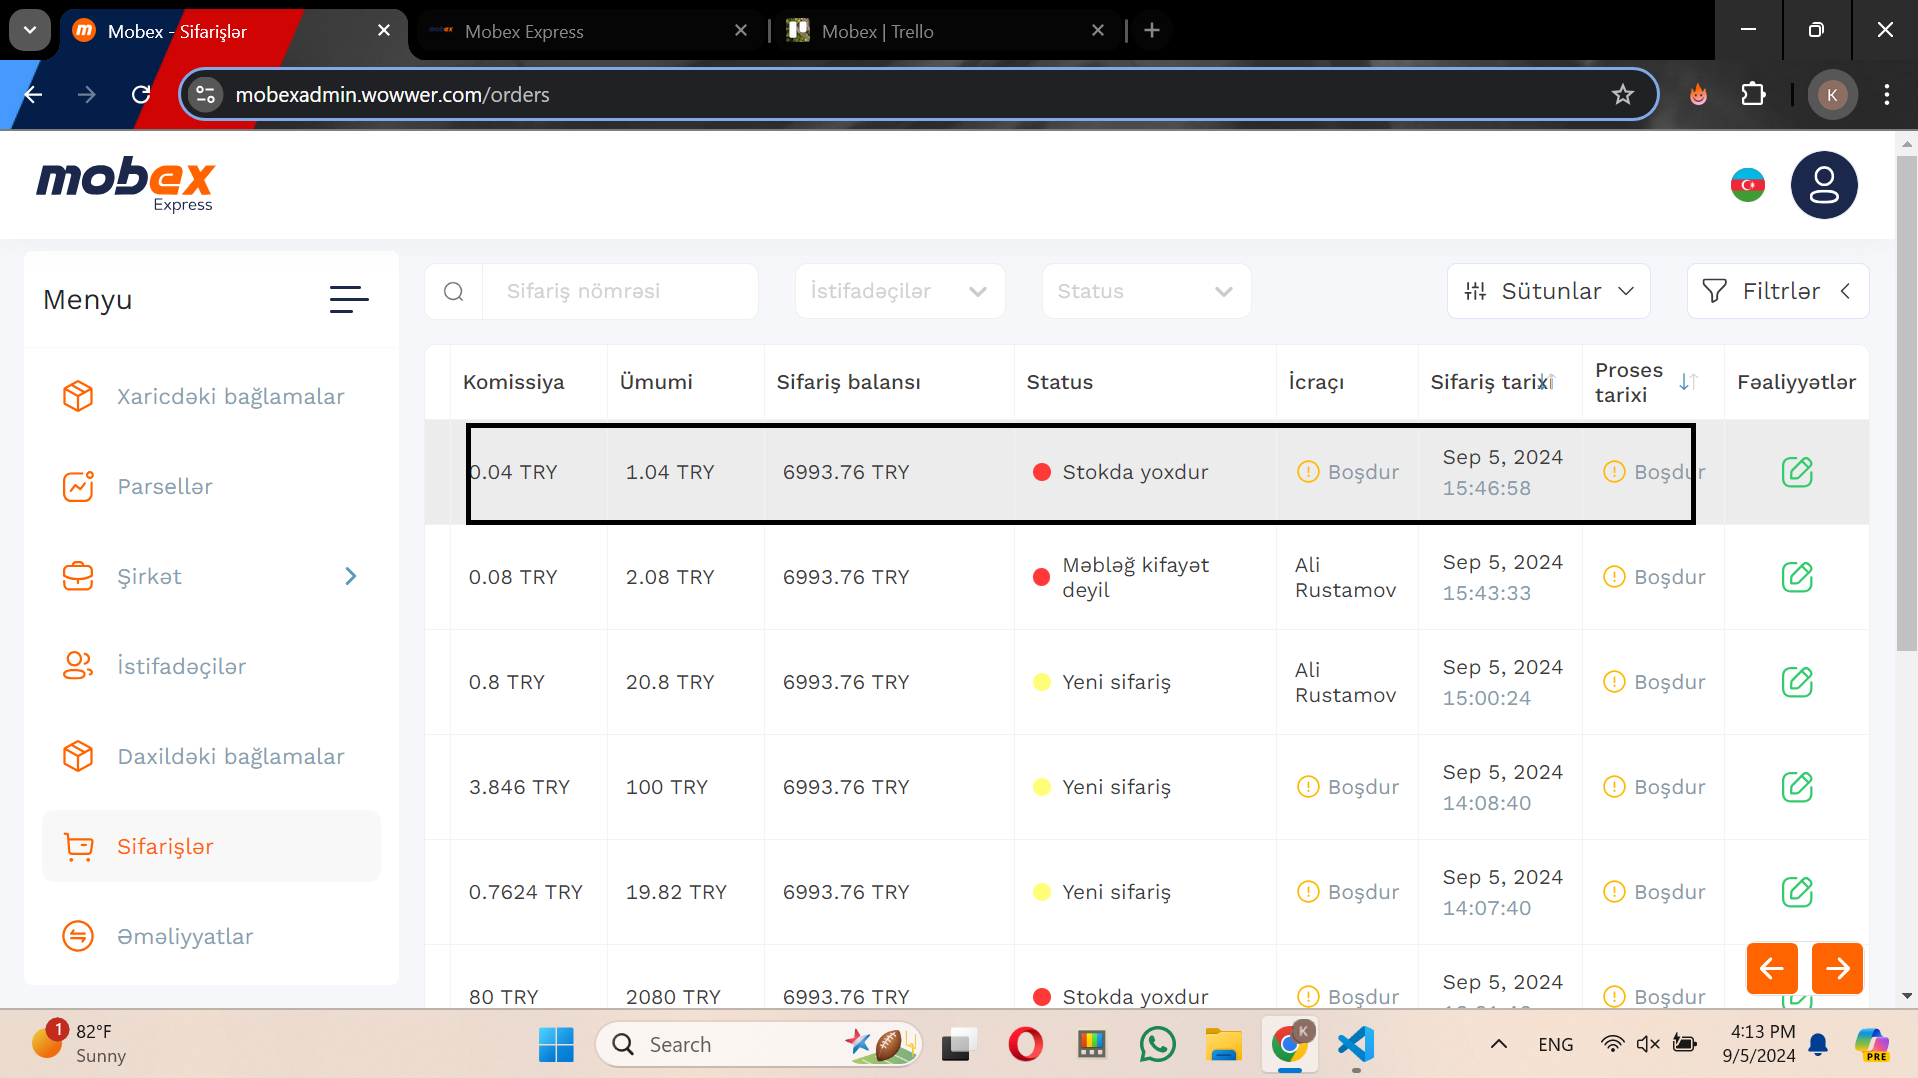 Mobex - Sifarişlər
Mobex Express
Mobex | Trello
mobexadmin.wowwer.com/orders
K
mobex
Express
Menyu
Xaricdəki bağlamalar
Parsellər
Şirkət
İstifadəçilər
Daxildəki bağlamalar
Sifarişlər
Əməliyyatlar
Sifariş nömrəsi
İstifadəçilər
Status
Sütunlar
Filtrlər
Komissiya Ümumi Sifariş balansı Status İcraçı Sifariş tarixi Proses tarixi Fəaliyyətlər
0.04 TRY 1.04 TRY 6993.76 TRY Stokda yoxdur Boşdur Sep 5, 2024 15:46:58 Boşdur
0.08 TRY 2.08 TRY 6993.76 TRY Məbləğ kifayət deyil Ali Rustamov Sep 5, 2024 15:43:33 Boşdur
0.8 TRY 20.8 TRY 6993.76 TRY Yeni sifariş Ali Rustamov Sep 5, 2024 15:00:24 Boşdur
3.846 TRY 100 TRY 6993.76 TRY Yeni sifariş Boşdur Sep 5, 2024 14:08:40 Boşdur
0.7624 TRY 19.82 TRY 6993.76 TRY Yeni sifariş Boşdur Sep 5, 2024 14:07:40 Boşdur
80 TRY 2080 TRY 6993.76 TRY Stokda yoxdur Boşdur Sep 5, 2024 Boşdur
1
82°F
Sunny
Search
K
ENG
4:13 PM
9/5/2024
PRE